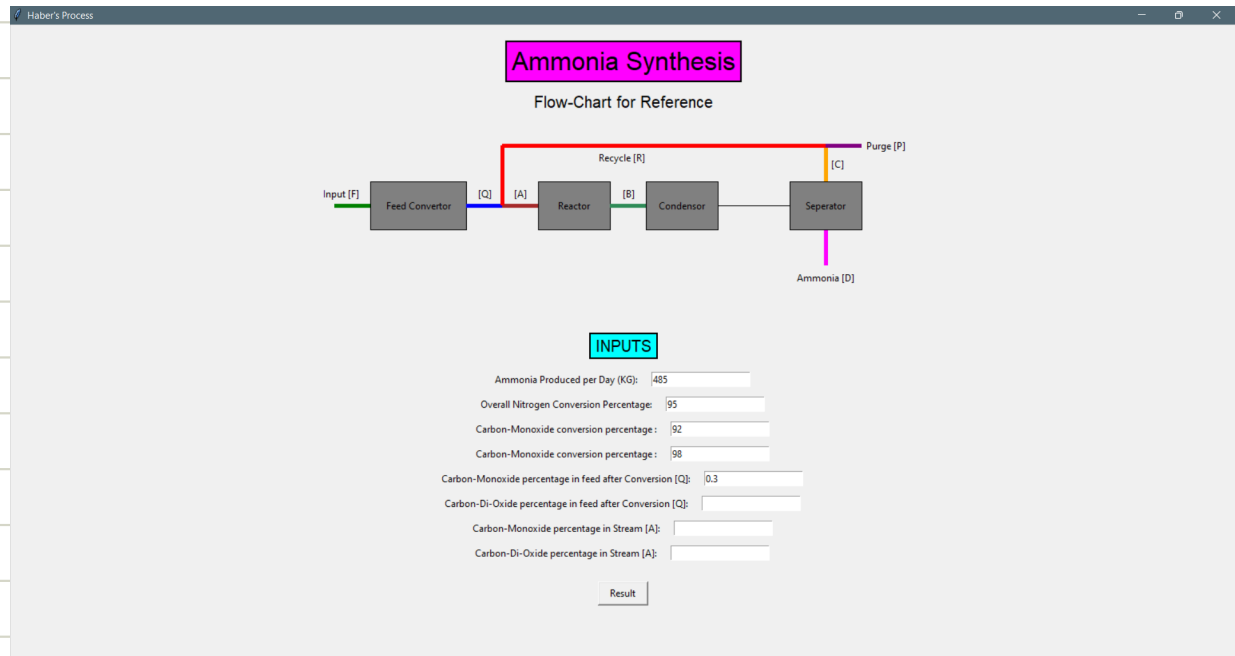 Haber's Process
Ammonia Synthesis
Flow-Chart for Reference
Purge [P]
Recycle [R]
[C]
Input [F]
[Q]
[A]
[B]
Feed Convertor
Reactor
Condensor
Seperator
Ammonia [D]
INPUTS
Ammonia Produced per Day (KG): 485
Overall Nitrogen Conversion Percentage: 95
Carbon-Monoxide conversion percentage : 92
Carbon-Monoxide conversion percentage : 98
Carbon-Monoxide percentage in feed after Conversion [Q]: 0.3
Carbon-Di-Oxide percentage in feed after Conversion [Q]:
Carbon-Monoxide percentage in Stream [A]:
Carbon-Di-Oxide percentage in Stream [A]:
Result